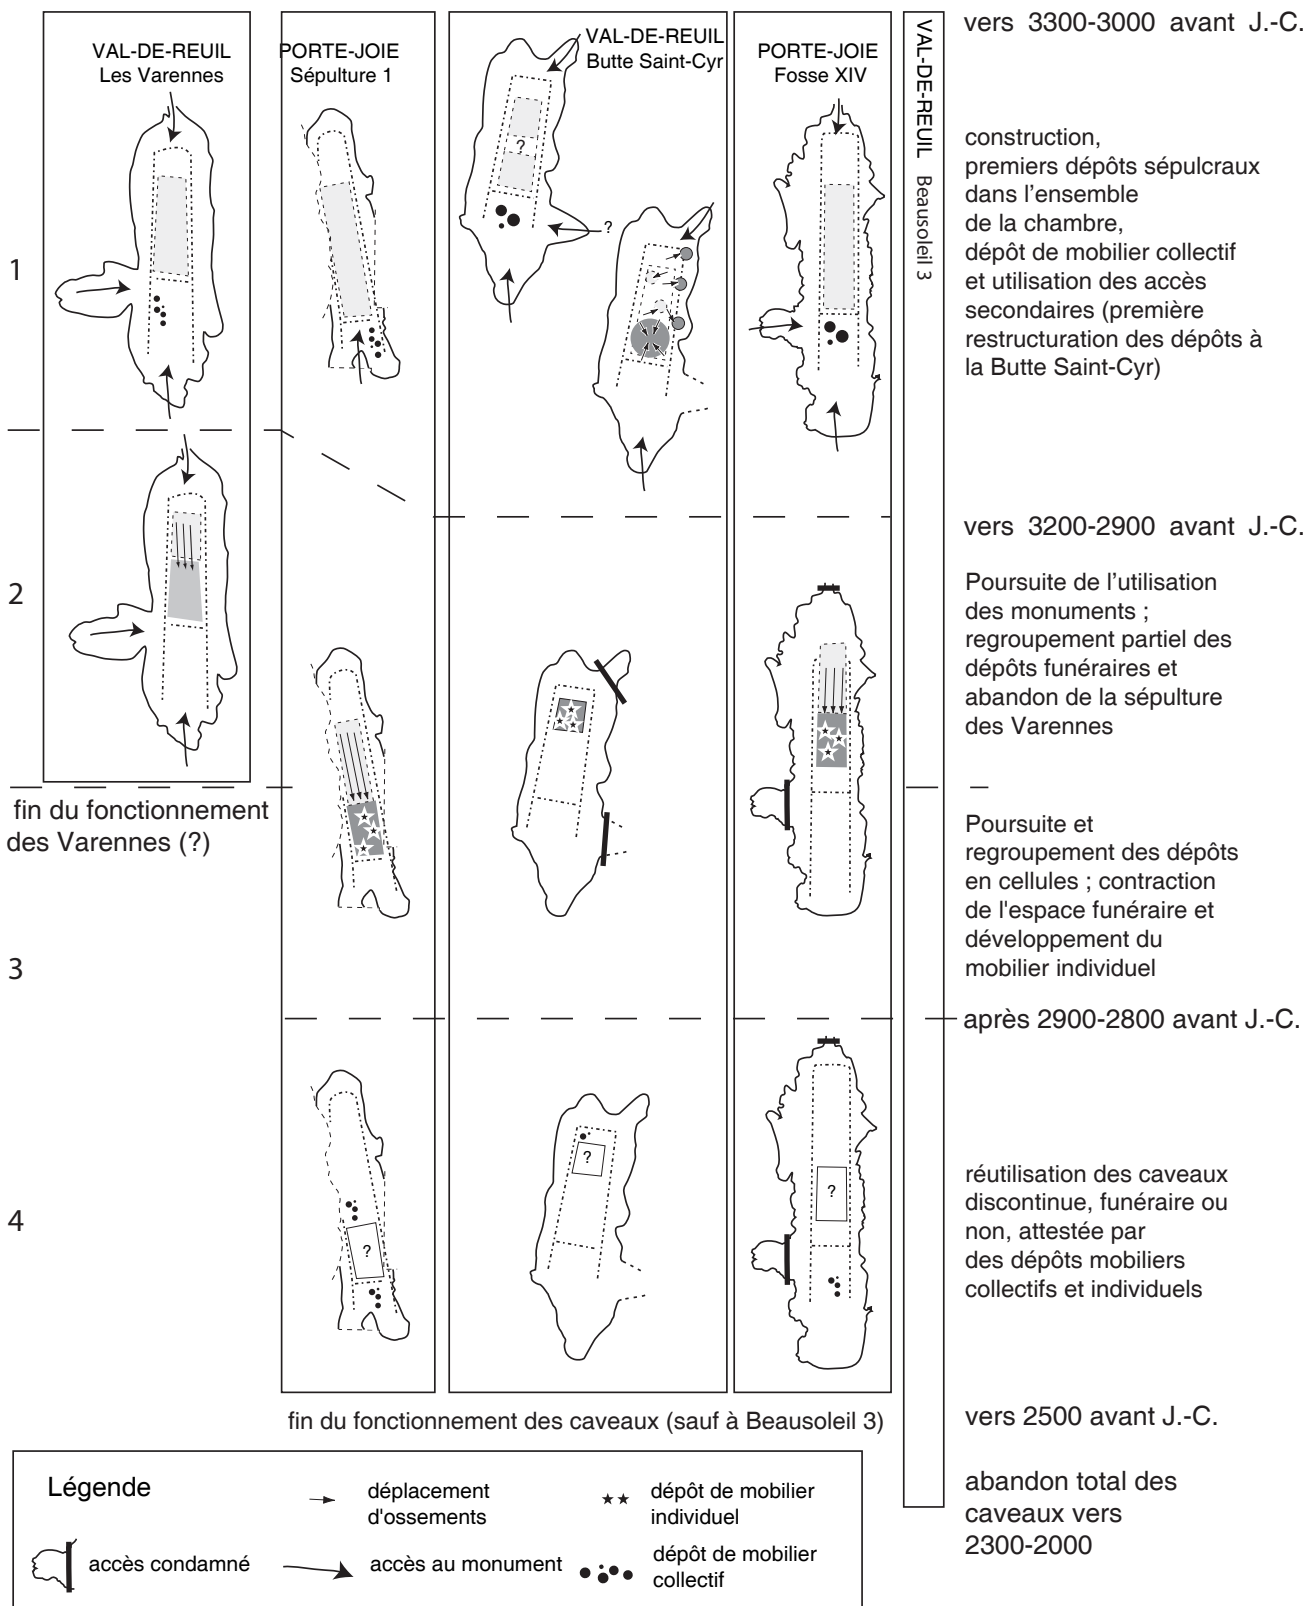 VAL-DE-REUIL
Les Varennes
PORTE-JOIE
Sépulture 1
VAL-DE-REUIL
Butte Saint-Cyr
PORTE-JOIE
Fosse XIV
VAL-DE-REUIL Beausoleil 3
vers 3300-3000 avant J.-C.
?
?
1
construction,
premiers dépôts sépulcraux
dans l'ensemble
de la chambre,
dépôt de mobilier collectif
et utilisation des accès
secondaires (première
restructuration des dépôts à
la Butte Saint-Cyr)
vers 3200-2900 avant J.-C.
2
Poursuite de l'utilisation
des monuments ;
regroupement partiel des
dépôts funéraires et
abandon de la sépulture
des Varennes
fin du fonctionnement
des Varennes (?)
3
Poursuite et
regroupement des dépôts
en cellules ; contraction
de l'espace funéraire et
développement du
mobilier individuel
après 2900-2800 avant J.-C.
4
?
?
?
réutilisation des caveaux
discontinue, funéraire ou
non, attestée par
des dépôts mobiliers
collectifs et individuels
fin du fonctionnement des caveaux (sauf à Beausoleil 3)
vers 2500 avant J.-C.
abandon total des
caveaux vers
2300-2000
Légende
déplacement
d'ossements
dépôt de mobilier
individuel
accès condamné
accès au monument
dépôt de mobilier
collectif